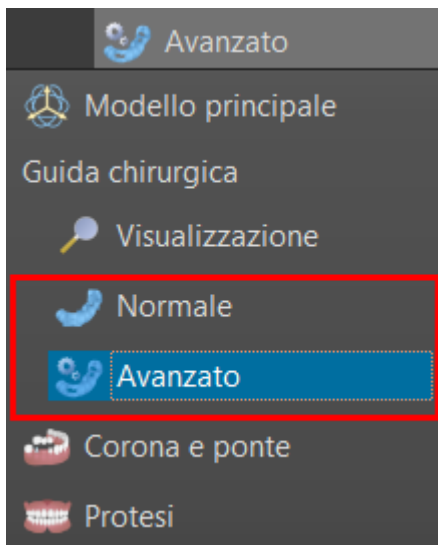 Avanzato
Modello principale
Guida chirurgica
Visualizzazione
Normale
Avanzato
Corona e ponte
Protesi